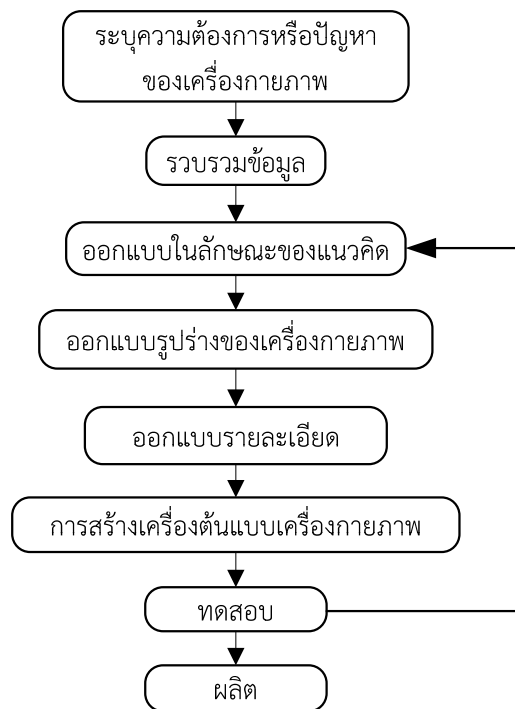 ระบุความต้องการหรือปัญหา
ของเครื่องกายภาพ
รวบรวมข้อมูล
ออกแบบในลักษณะของแนวคิด
ออกแบบรูปร่างของเครื่องกายภาพ
ออกแบบรายละเอียด
การสร้างเครื่องต้นแบบเครื่องกายภาพ
ทดสอบ
ผลิต